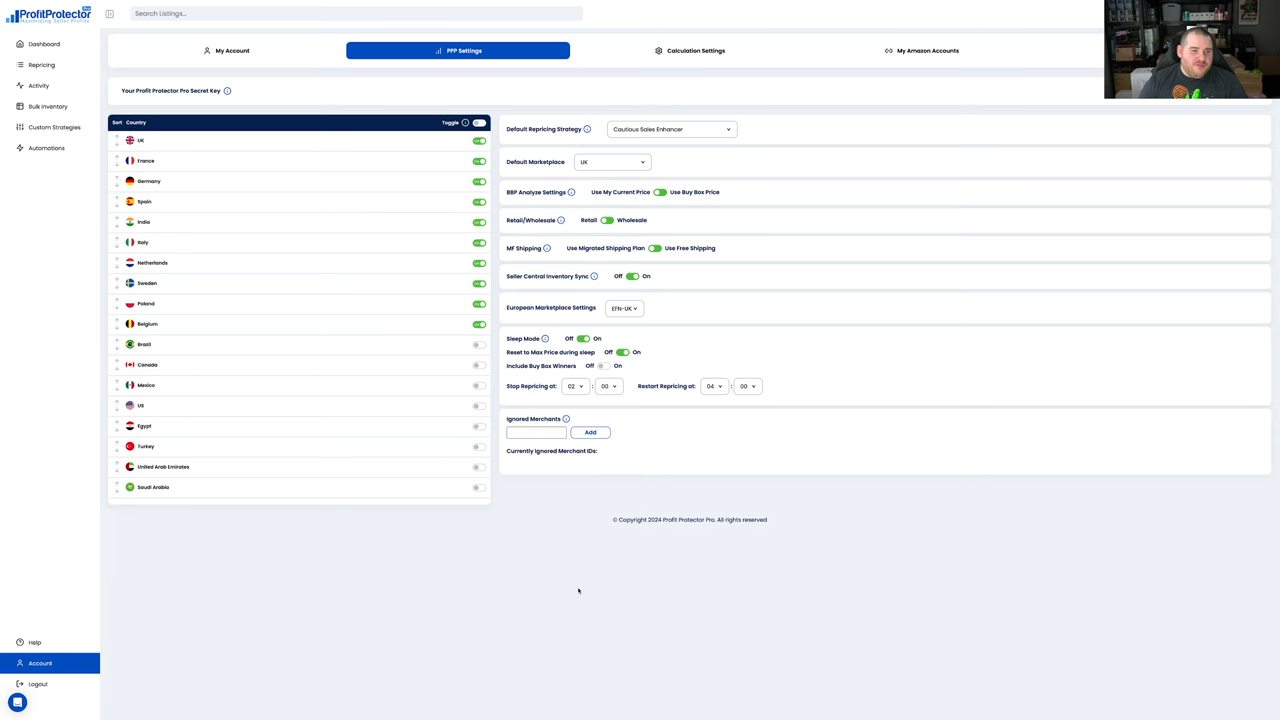 ProfitProtector Pro
Maximizing Seller Profits
Search Listings...
Dashboard
Repricing
Activity
Bulk Inventory
Custom Strategies
Automations
Help
Account
Logout
My Account
PPP Settings
Calculation Settings
My Amazon Accounts
Your Profit Protector Pro Secret Key
Sort Country Toggle
UK
France
Germany
Spain
India
Italy
Netherlands
Sweden
Poland
Belgium
Brazil
Canada
Mexico
US
Egypt
Turkey
United Arab Emirates
Saudi Arabia
Default Repricing Strategy Cautious Sales Enhancer
Default Marketplace UK
BBP Analyze Settings Use My Current Price Use Buy Box Price
Retail/Wholesale Retail Wholesale
MF Shipping Use Migrated Shipping Plan Use Free Shipping
Seller Central Inventory Sync Off On
European Marketplace Settings EFN-UK
Sleep Mode Off On
Reset to Max Price during sleep Off On
Include Buy Box Winners Off On
Stop Repricing at: 02 : 00 Restart Repricing at: 04 : 00
Ignored Merchants
Add
Currently Ignored Merchant IDs:
© Copyright 2024 Profit Protector Pro. All rights reserved